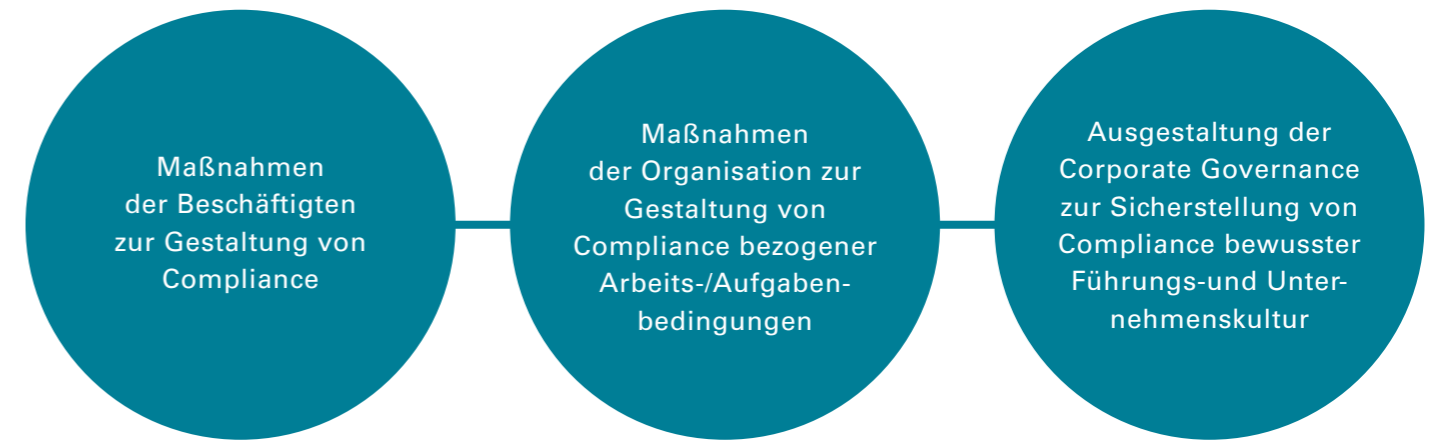 Maßnahmen
der Beschäftigten
zur Gestaltung von
Compliance
Maßnahmen
der Organisation zur
Gestaltung von
Compliance bezogener
Arbeits-/Aufgaben-
bedingungen
Ausgestaltung der
Corporate Governance
zur Sicherstellung von
Compliance bewusster
Führungs-und Unter-
nehmenskultur